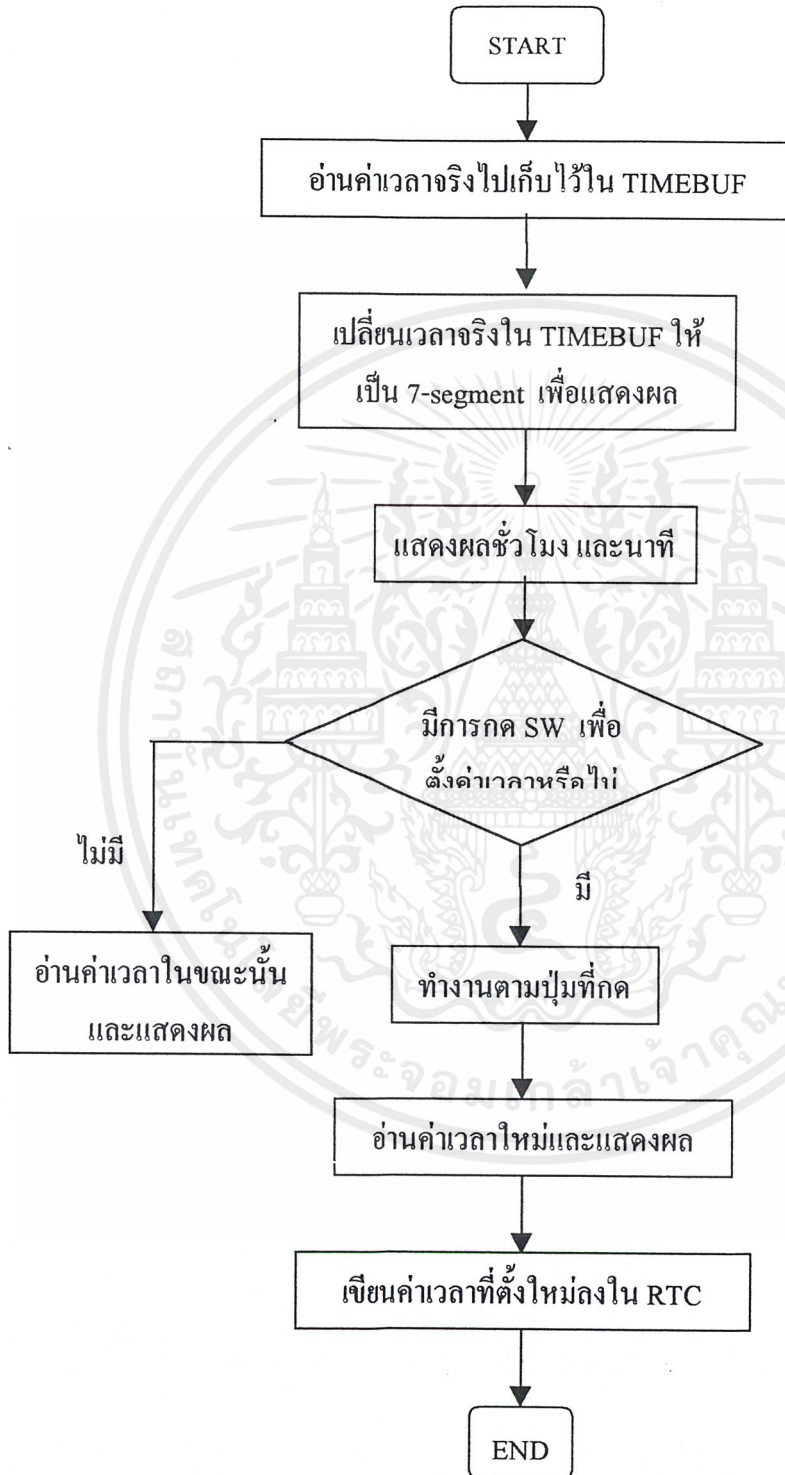 START
อ่านค่าเวลาจริงไปเก็บไว้ใน TIMEBUF
เปลี่ยนเวลาจริงใน TIMEBUF ให้
เป็น 7-segment เพื่อแสดงผล
แสดงผลชั่วโมง และนาที
มีการกด SW เพื่อ
ตั้งค่าเวลาหรือไม่
ไม่มี
มี
อ่านค่าเวลาในขณะนั้น
และแสดงผล
ทำงานตามปุ่มที่กด
อ่านค่าเวลาใหม่และแสดงผล
เขียนค่าเวลาที่ตั้งใหม่ลงใน RTC
END